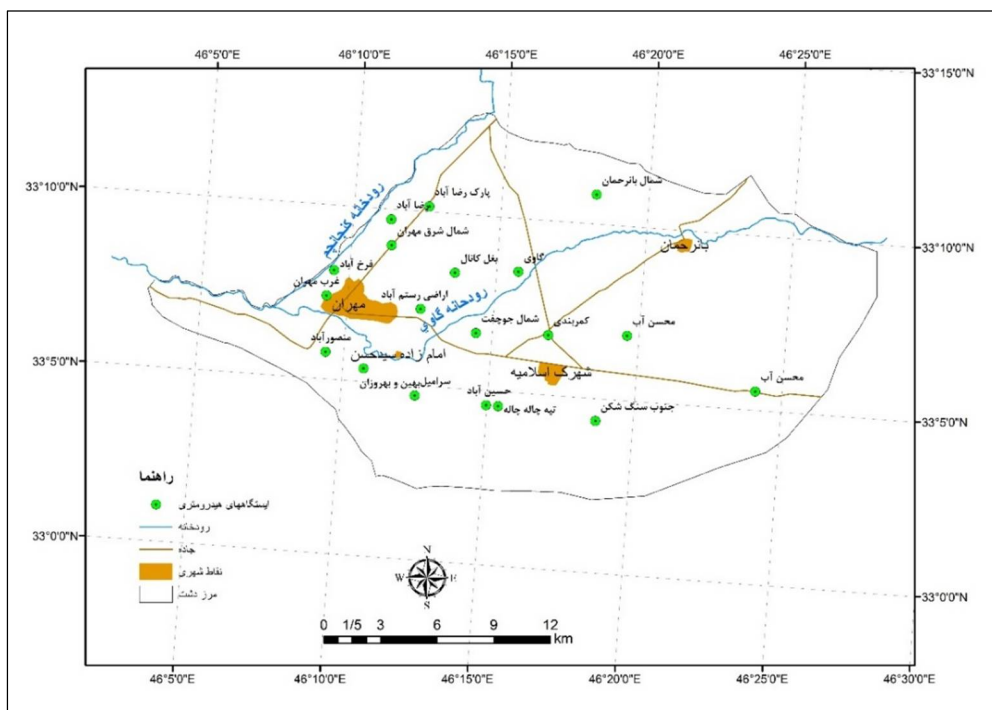 46°5'0"E
46°10'0"E
46°15'0"E
46°20'0"E
46°25'0"E
33°15'0"N
33°10'0"N
33°10'0"N
33°5'0"N
33°5'0"N
33°0'0"N
33°0'0"N
شمال بانرحمان
پارک رضا آباد
رضا آباد
رودخانه کنجانچم
شمال شرق مهران
بانرحمان
فرخ آباد
بغل کانال
گاوی
غرب مهران
مهران
اراضی رستم آباد
رودخانه گاوی
شمال جوچفت
کمربندی
محسن آب
منصورآباد
امام زاده سیدحسن
شهرک اسلامیه
محسن آب
سرامیل‌بهین و بهروزان
حسین آباد
تپه چاله چاله
جنوب سنگ شکن
راهنما
ایستگاههای هیدررمتری
رودخانه
جاده
نقاط شهری
مرز دشت
N
W
E
S
0 1/5 3 6 9 12
km
46°5'0"E
46°10'0"E
46°15'0"E
46°20'0"E
46°25'0"E
46°30'0"E